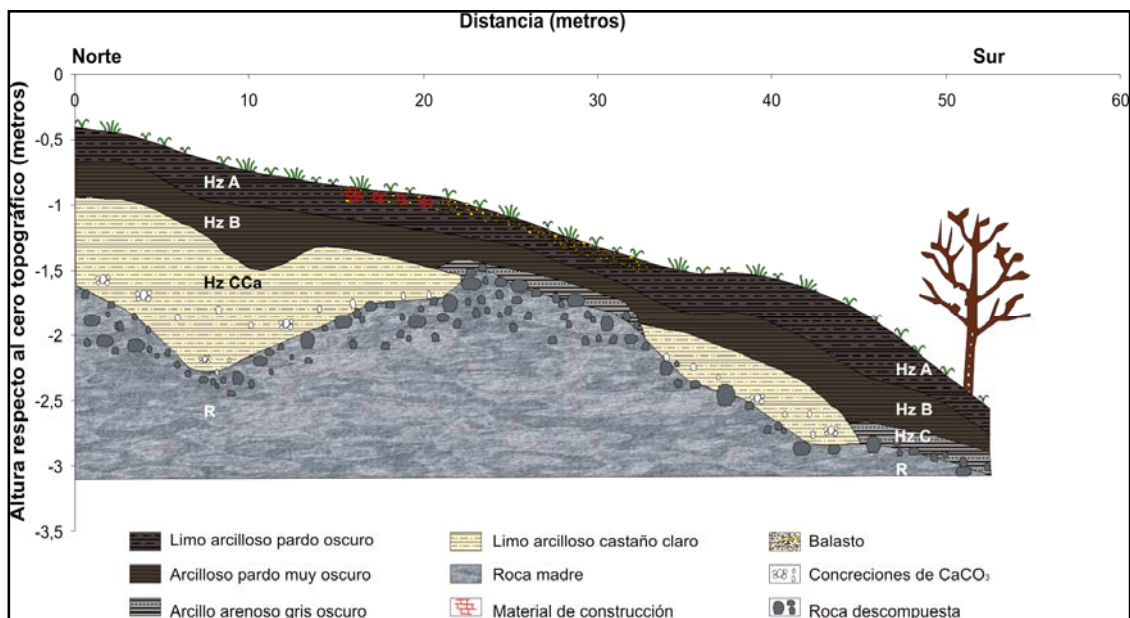 Distancia (metros)
Norte
Sur
0
0
10
20
30
40
50
60
-0,5
-1
-1,5
-2
-2,5
-3
-3,5
Altura respecto al cero topográfico (metros)
Hz A
Hz B
Hz CCa
R
Hz A
Hz B
Hz C
R
Limo arcilloso pardo oscuro
Limo arcilloso castaño claro
Balasto
Arcilloso pardo muy oscuro
Roca madre
Concreciones de CaCO₃
Arcillo arenoso gris oscuro
Material de construcción
Roca descompuesta